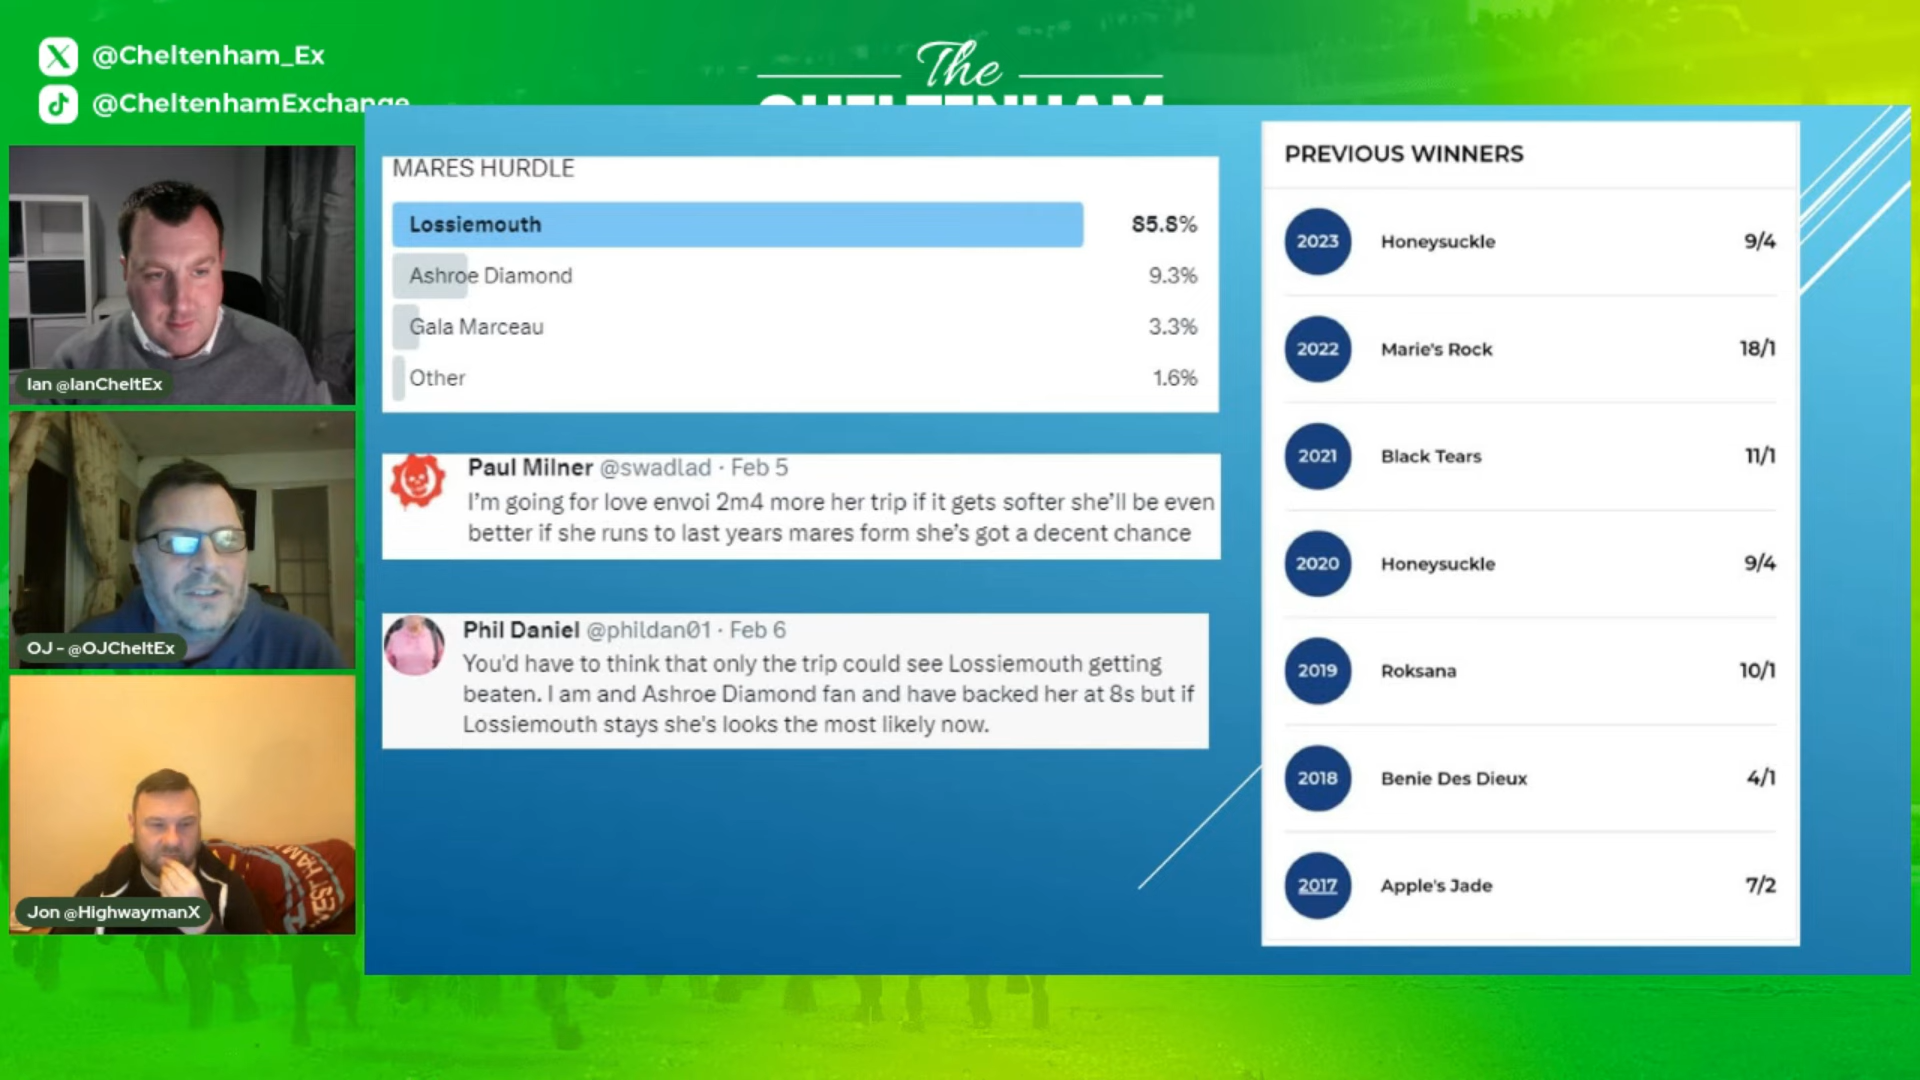 @Cheltenham_Ex
@CheltenhamExchange
The
CHELTENHAM
Ian @IanCheltEx
OJ - @OJCheltEx
Jon @HighwaymanX
WEST HAM
MARES HURDLE
Lossiemouth 85.8%
Ashroe Diamond 9.3%
Gala Marceau 3.3%
Other 1.6%
Paul Milner @swadlad · Feb 5
I'm going for love envoi 2m4 more her trip if it gets softer she'll be even
better if she runs to last years mares form she's got a decent chance
Phil Daniel @phildan01 · Feb 6
You'd have to think that only the trip could see Lossiemouth getting
beaten. I am and Ashroe Diamond fan and have backed her at 8s but if
Lossiemouth stays she's looks the most likely now.
PREVIOUS WINNERS
2023 Honeysuckle 9/4
2022 Marie's Rock 18/1
2021 Black Tears 11/1
2020 Honeysuckle 9/4
2019 Roksana 10/1
2018 Benie Des Dieux 4/1
2017 Apple's Jade 7/2